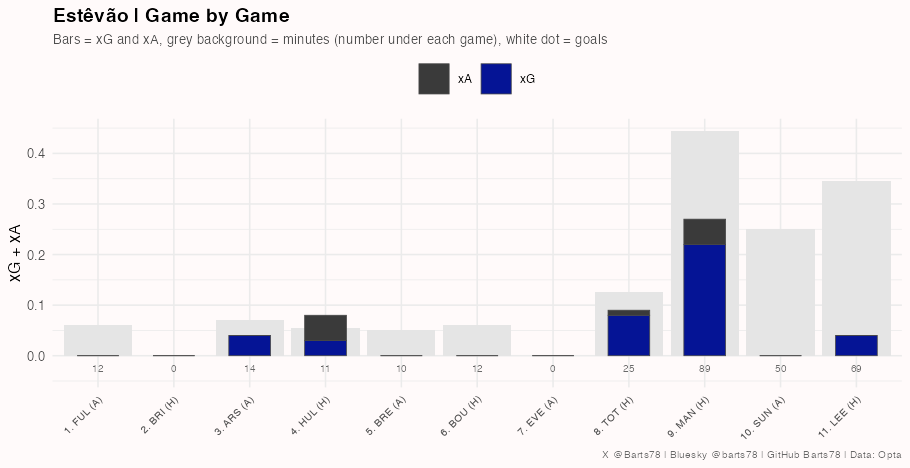 Estêvão | Game by Game
Bars = xG and xA, grey background = minutes (number under each game), white dot = goals
xA xG
xG + xA
0.4
0.3
0.2
0.1
0.0
12 0 14 11 10 12 0 25 89 50 69
1. FUL (A) 2. BRI (H) 3. ARS (A) 4. HUL (H) 5. BRE (A) 6. BOU (H) 7. EVE (A) 8. TOT (H) 9. MAN (H) 10. SUN (A) 11. LEE (H)
X @Barts78 | Bluesky @barts78 | GitHub Barts78 | Data: Opta